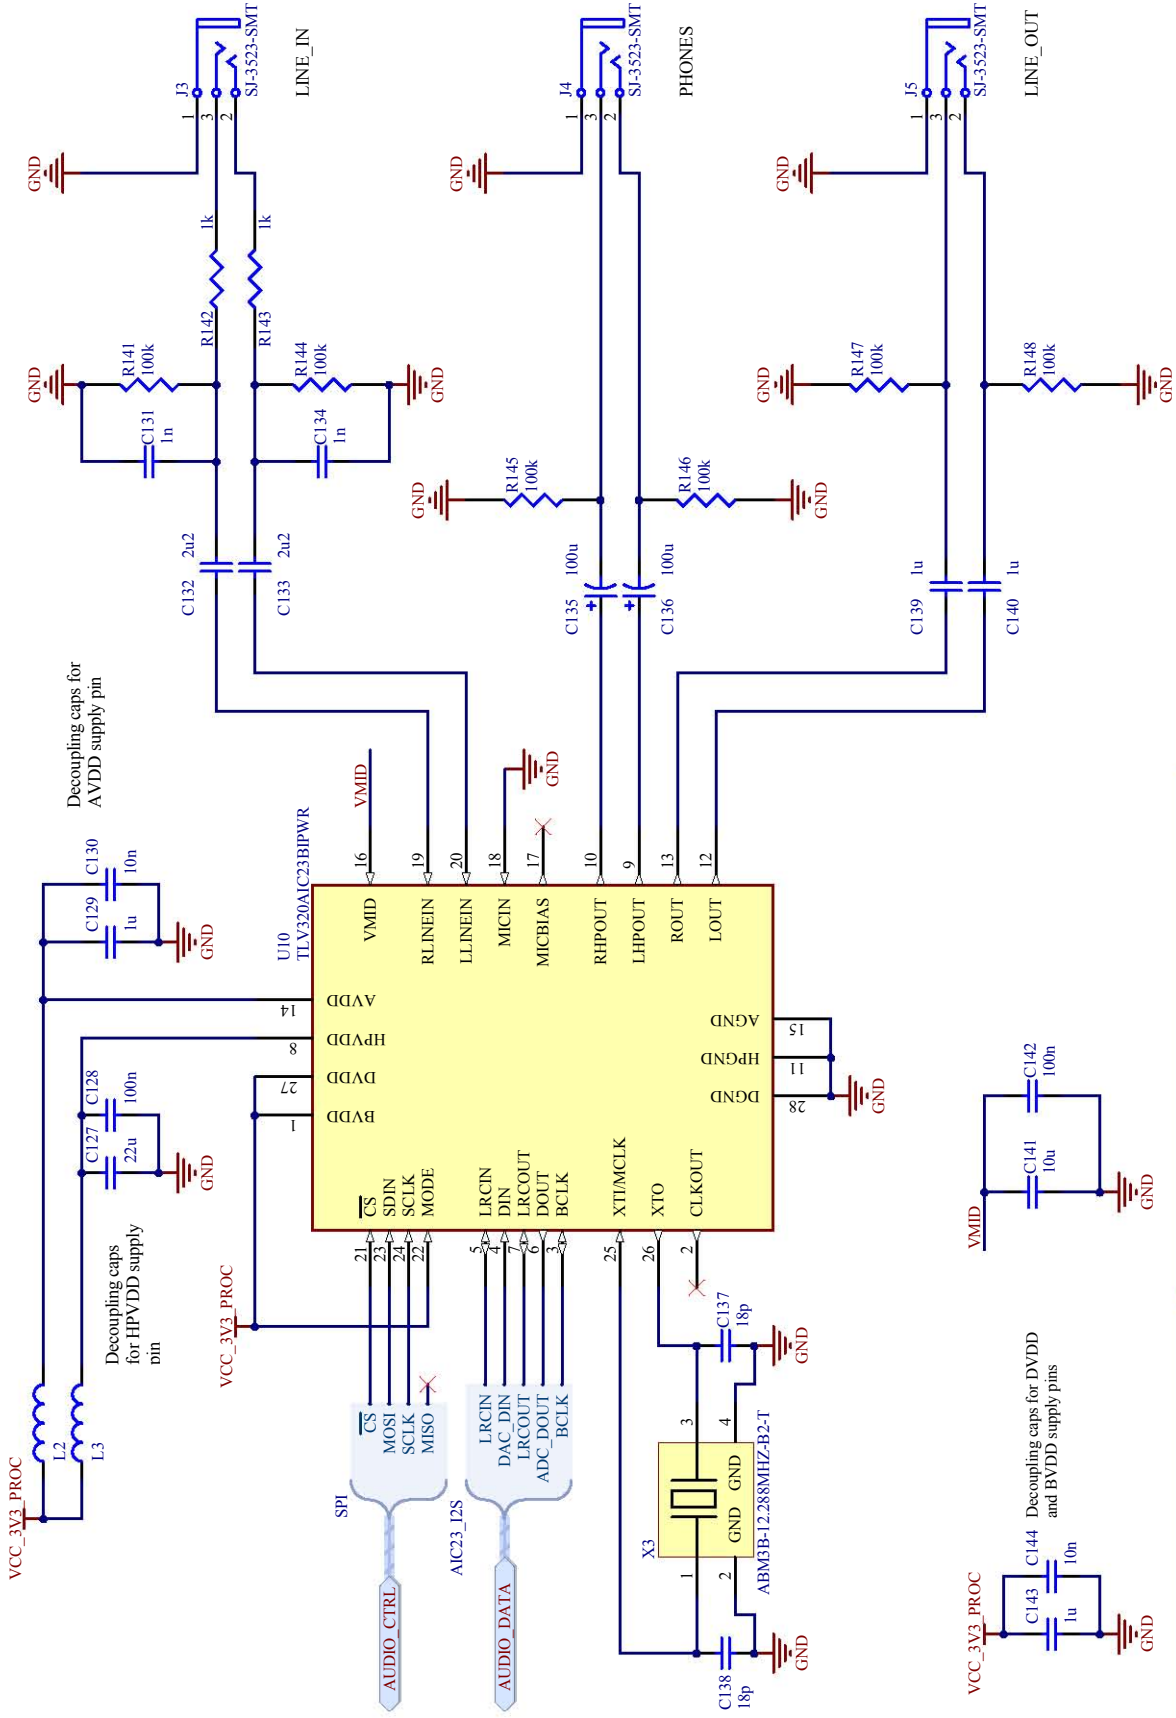 VCC_3V3_PROC
L2
L3
Decoupling caps
for HPVDD supply
pin
C127
22u
C128
100n
GND
C129
1u
C130
10n
GND
Decoupling caps for
AVDD supply pin
VCC_3V3_PROC
U10
TLV320AIC23BIPWR
1
BVDD
27
DVDD
8
HPVDD
14
AVDD
AUDIO_CTRL
SPI
CS
MOSI
SCLK
MISO
21
23
24
22
CS
SDIN
SCLK
MODE
AUDIO_DATA
AIC23_I2S
LRCIN
DAC_DIN
LRCOUT
ADC_DOUT
BCLK
5
4
7
6
3
LRCIN
DIN
LRCOUT
DOUT
BCLK
25
26
2
XTI/MCLK
XTO
CLKOUT
X3
1
2
3
4
GND
GND
ABM3B-12.288MHZ-B2-T
C138
18p
GND
C137
18p
GND
28
DGND
11
HPGND
15
AGND
GND
VMID
16
VMID
RLINEIN
19
LLINEIN
20
MICIN
18
GND
MICBIAS
17
RHPOUT
10
LHPOUT
9
ROUT
13
LOUT
12
C132
2u2
C133
2u2
GND
C131
1n
R141
100k
C134
1n
R144
100k
GND
R142
1k
R143
1k
GND
J3
1
3
2
SJ-3523-SMT
LINE_IN
C135
100u
C136
100u
GND
R145
100k
R146
100k
GND
GND
J4
1
3
2
SJ-3523-SMT
PHONES
C139
1u
C140
1u
GND
R147
100k
R148
100k
GND
GND
J5
1
3
2
SJ-3523-SMT
LINE_OUT
VCC_3V3_PROC
C143
1u
C144
10n
GND
Decoupling caps for DVDD
and BVDD supply pins
VMID
C141
10u
C142
100n
GND